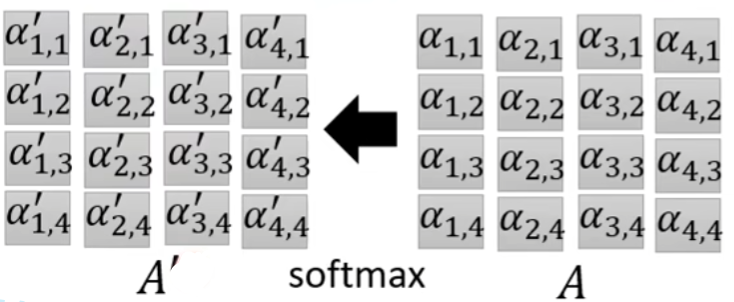 α′1,1 α′2,1 α′3,1 α′4,1 α1,1 α2,1 α3,1 α4,1
α′1,2 α′2,2 α′3,2 α′4,2 α1,2 α2,2 α3,2 α4,2
α′1,3 α′2,3 α′3,3 α′4,3 α1,3 α2,3 α3,3 α4,3
α′1,4 α′2,4 α′3,4 α′4,4 α1,4 α2,4 α3,4 α4,4
A′ softmax A